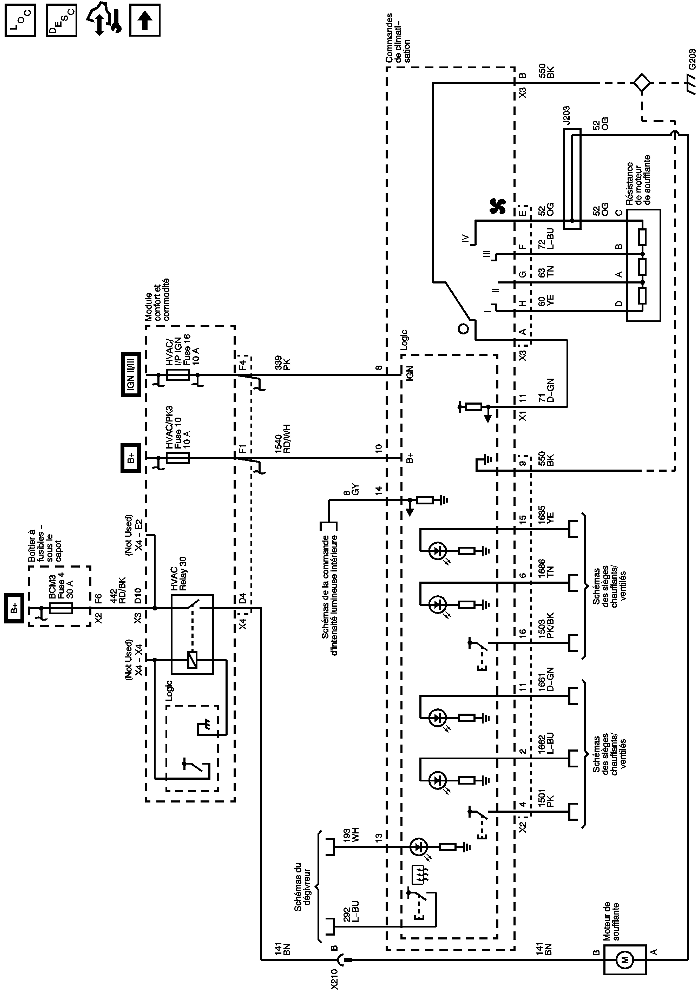 LOC
DESC
B+
Boîtier à
fusibles -
sous le
capot
BCM3
Fuse 4
30 A
F6
X2
442
RD/BK
X3
D10
(Not Used)
X4 - X4
(Not Used)
X4 - E2
HVAC
Relay 30
Logic
X4
D4
B+
HVAC/PK3
Fuse 10
10 A
F1
1540
RD/WH
10
B+
IGN II/III
HVAC/
I/P IGN
Fuse 16
10 A
F4
339
PK
8
IGN
Module
confort et
commodité
Schémas de la commande
d'intensité lumineuse intérieure
8
GY
14
Commandes
de climati-
sation
Logic
B
X3
550
BK
G203
J203
52
OG
52
OG
52
OG
Résistance
de moteur
de soufflante
C
B
A
D
E
F
72
L-BU
G
63
TN
H
60
YE
A
X3
IV
III
II
I
11
X1
71
D-GN
9
550
BK
15
1685
YE
6
1686
TN
16
1503
PK/BK
Schémas
des sièges
chauffants/
ventilés
11
1661
D-GN
2
1662
L-BU
4
X2
1501
PK
Schémas
des sièges
chauffants/
ventilés
Schémas du
dégivreur
193
WH
13
292
L-BU
141
BN
X210
B
141
BN
Moteur de
soufflante
B
M
A